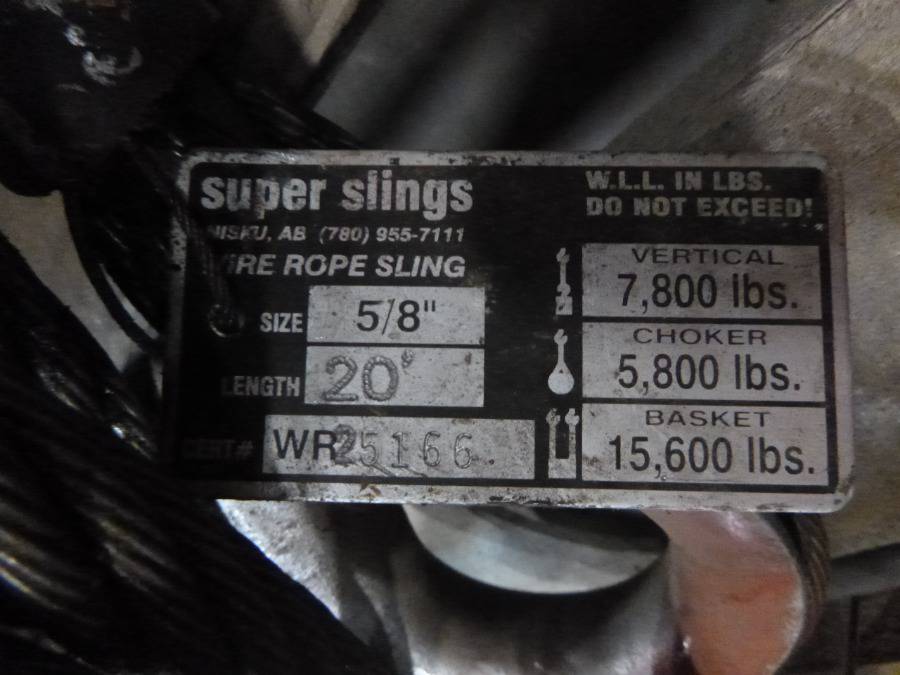 super slings
NISKU, AB (780) 955-7111
WIRE ROPE SLING
SIZE 5/8"
LENGTH 20'
CERT# WR25166.
W.L.L. IN LBS.
DO NOT EXCEED!
VERTICAL
7,800 lbs.
CHOKER
5,800 lbs.
BASKET
15,600 lbs.